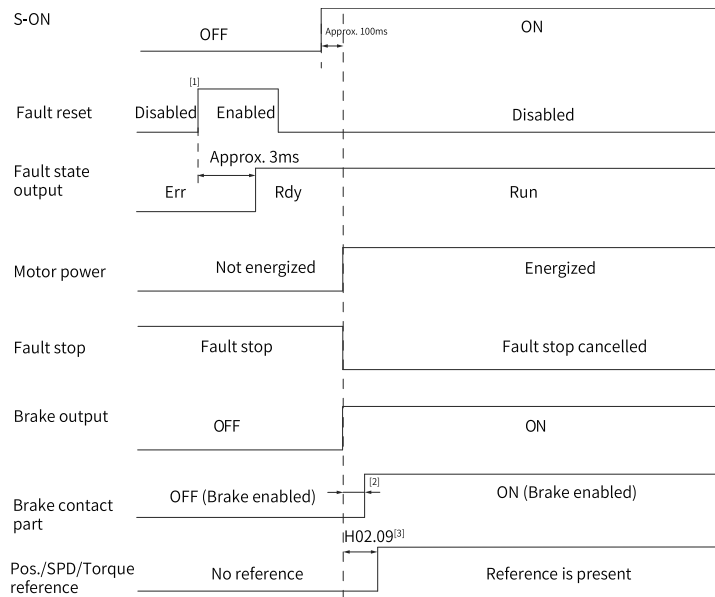 S-ON
OFF
Approx. 100ms
ON
[1]
Fault reset
Disabled
Enabled
Disabled
Approx. 3ms
Fault state
output
Err
Rdy
Run
Motor power
Not energized
Energized
Fault stop
Fault stop
Fault stop cancelled
Brake output
OFF
ON
Brake contact
part
OFF (Brake enabled)
[2]
ON (Brake enabled)
H02.09[3]
Pos./SPD/Torque
reference
No reference
Reference is present